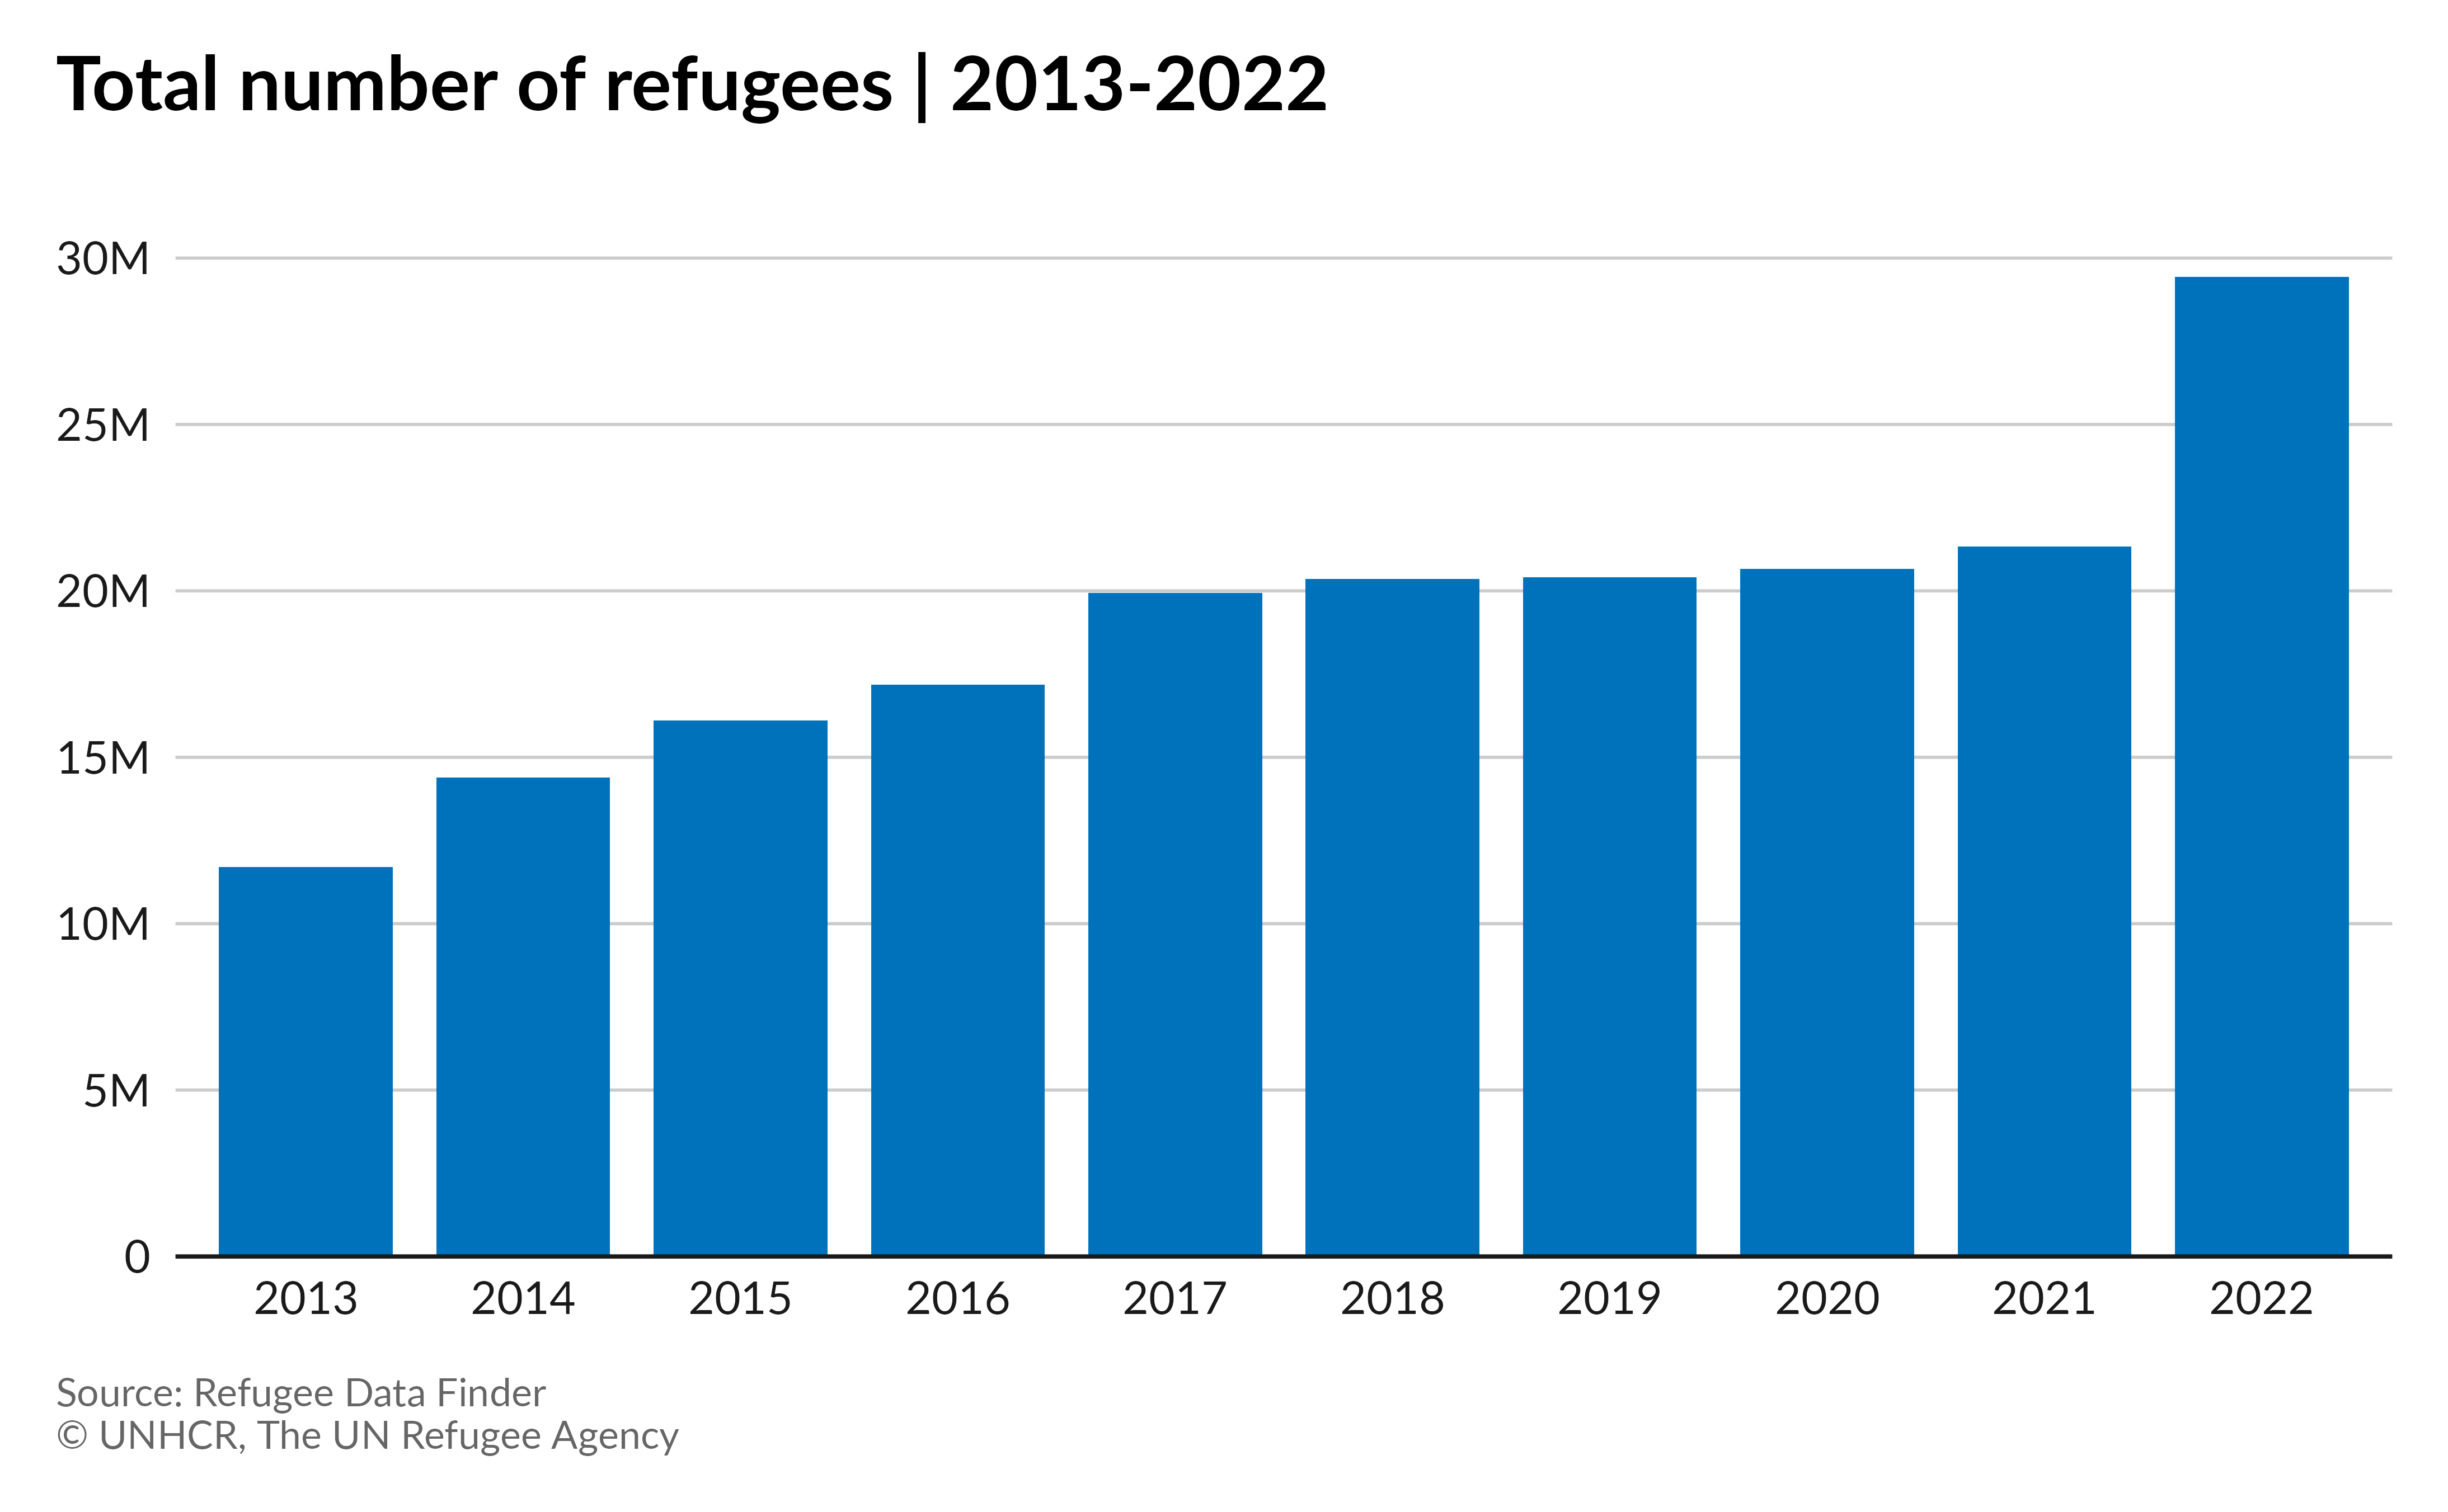 Total number of refugees | 2013-2022
30M
25M
20M
15M
10M
5M
0
2013 2014 2015 2016 2017 2018 2019 2020 2021 2022
Source: Refugee Data Finder
© UNHCR, The UN Refugee Agency